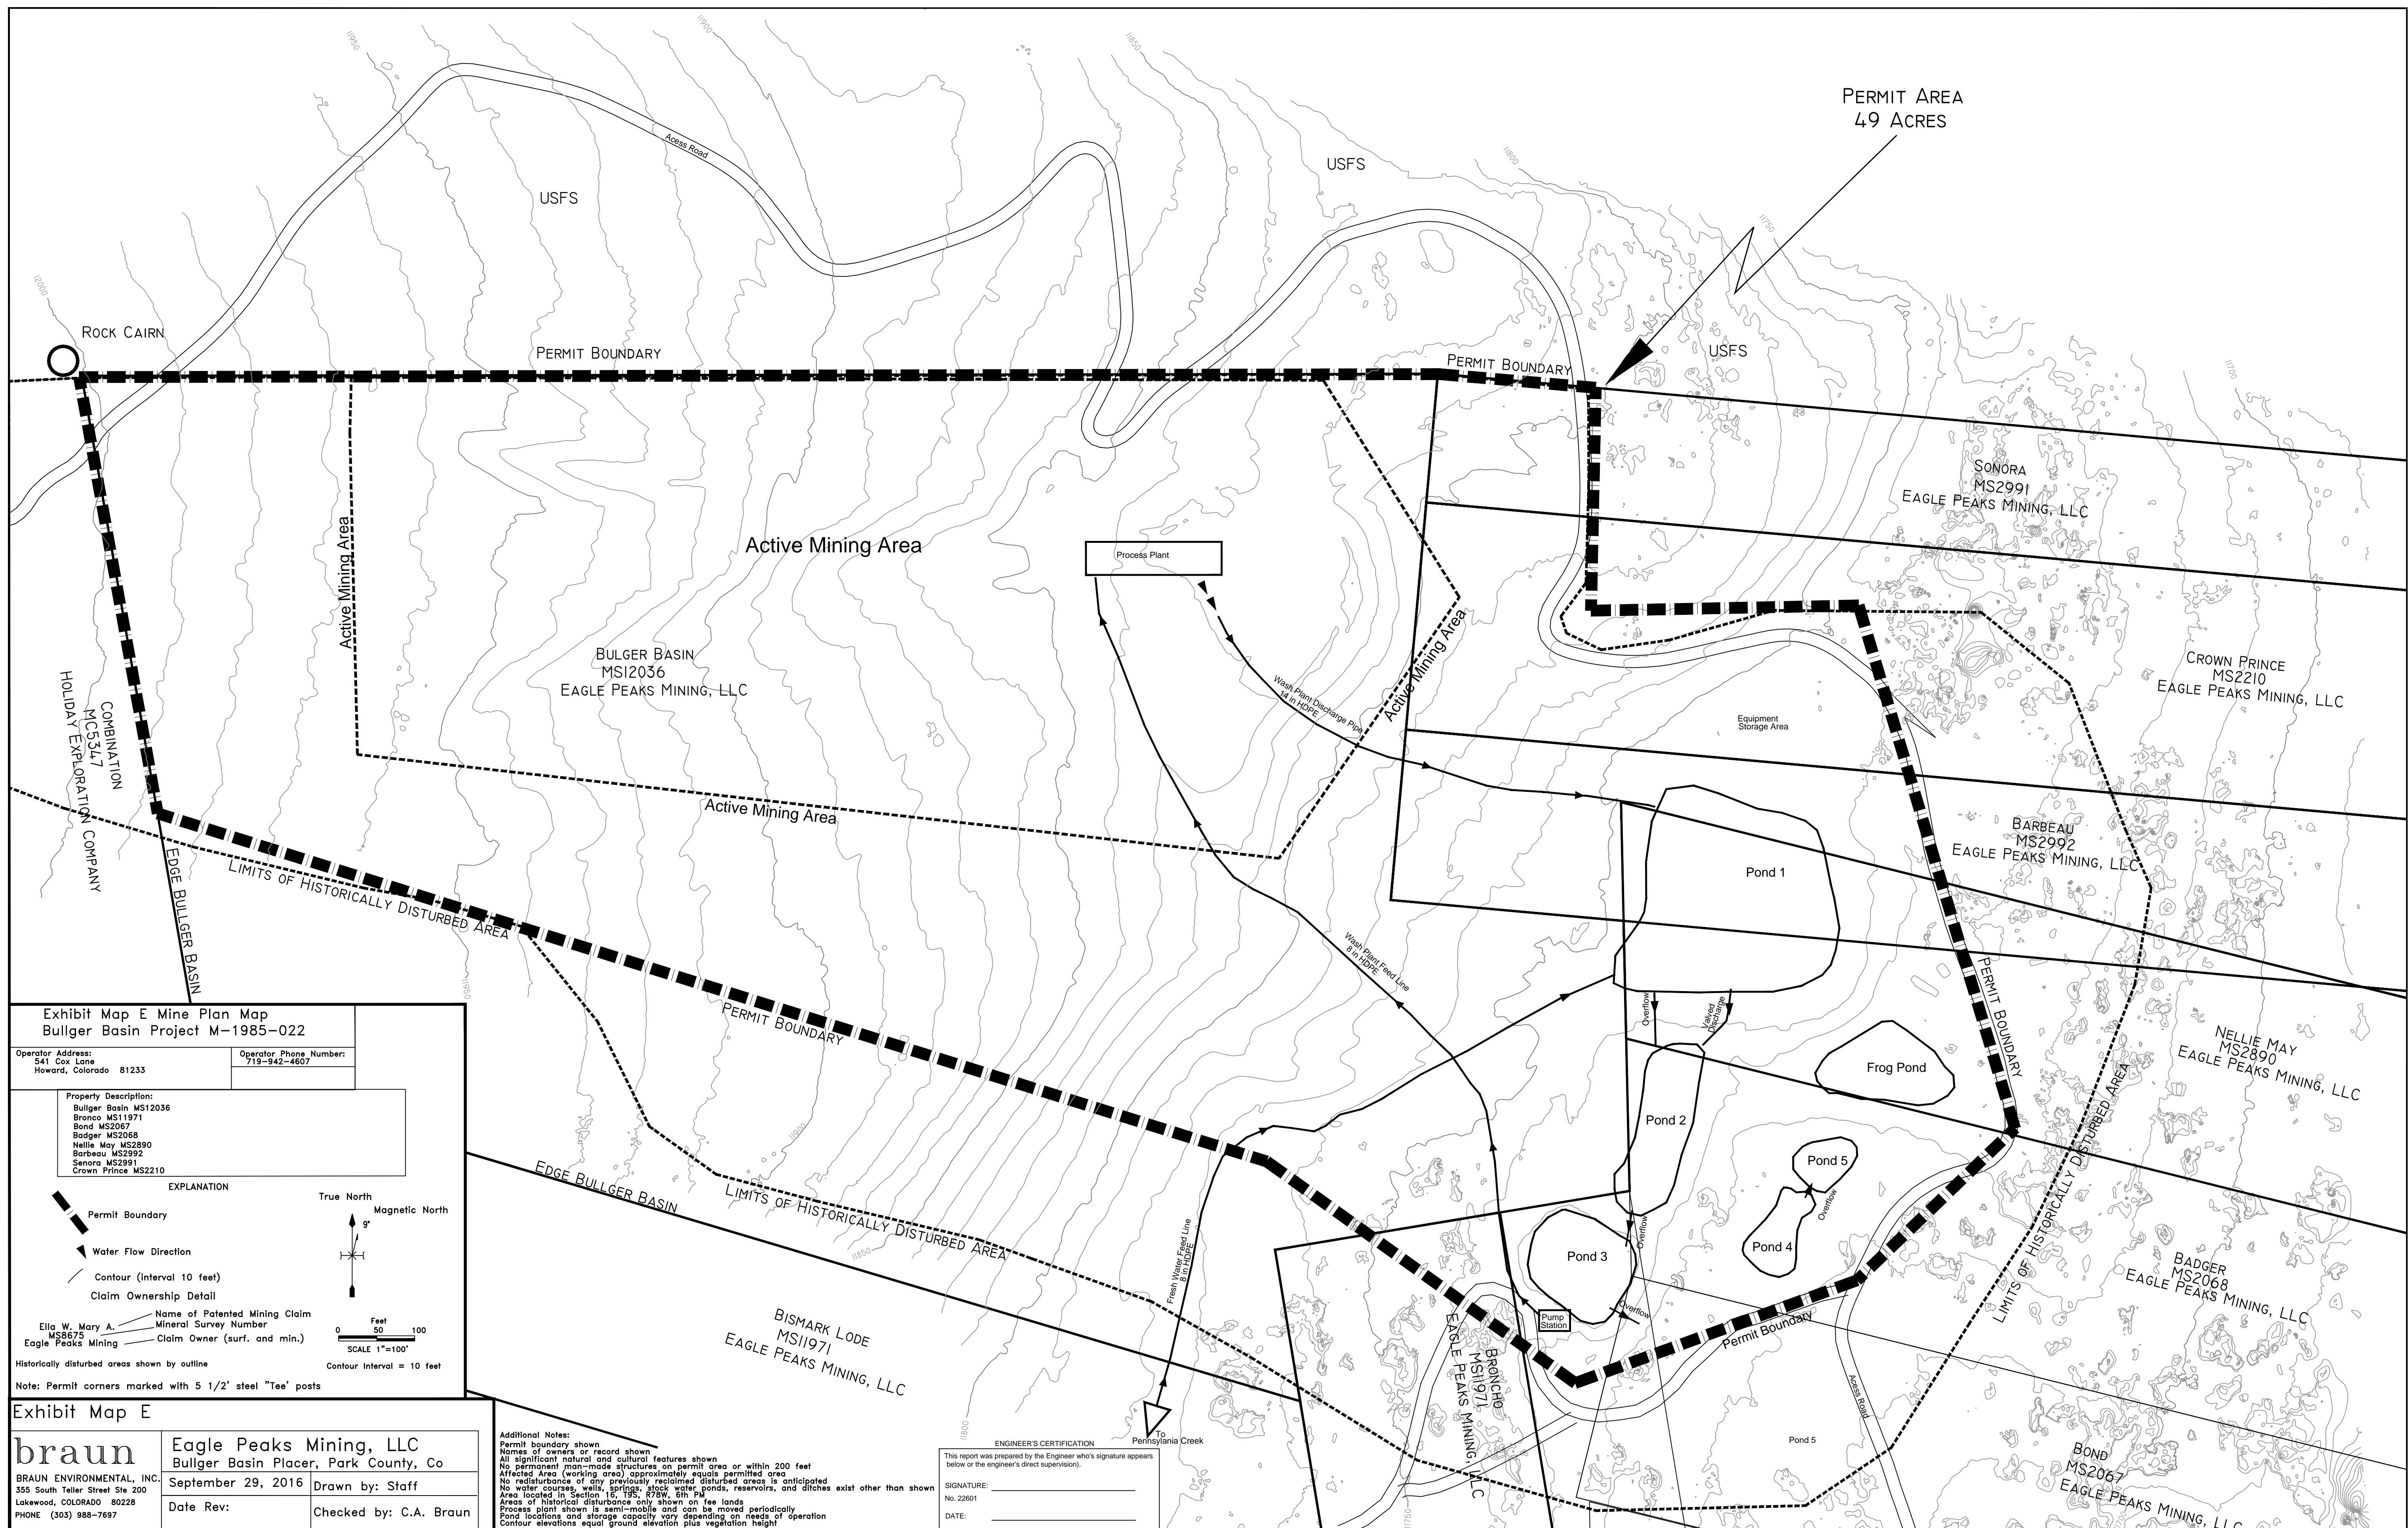 11950
11900
11850
PERMIT AREA
49 ACRES
Acess Road
USFS
USFS
11800
11750
12000
ROCK CAIRN
PERMIT BOUNDARY
PERMIT BOUNDARY
USFS
11700
SONORA
MS2991
EAGLE PEAKS MINING, LLC
Active Mining Area
Active Mining Area
Process Plant
BULGER BASIN
MS12036
EAGLE PEAKS MINING, LLC
Active Mining Area
Wash Plant Discharge Pipe
14 in HDPE
CROWN PRINCE
MS2210
EAGLE PEAKS MINING, LLC
COMBINATION
MC5347
HOLIDAY EXPLORATION COMPANY
Equipment
Storage Area
Active Mining Area
BARBEAU
MS2992
EAGLE PEAKS MINING, LLC
EDGE BULLGER BASIN
LIMITS OF HISTORICALLY DISTURBED AREA
Pond 1
Wash Plant Feed Line
8 in HDPE
11950
PERMIT BOUNDARY
Overflow
Valved
Discharge
PERMIT BOUNDARY
Frog Pond
NELLIE MAY
MS2890
EAGLE PEAKS MINING, LLC
Pond 2
11900
Pond 5
EDGE BULLGER BASIN
LIMITS OF HISTORICALLY DISTURBED AREA
Overflow
Overflow
LIMITS OF HISTORICALLY DISTURBED AREA
11850
Fresh Water Feed Line
8 in HDPE
Pond 3
Pond 4
BADGER
MS2068
EAGLE PEAKS MINING, LLC
Overflow
Pump
Station
Permit Boundary
BISMARK LODE
MS11971
EAGLE PEAKS MINING, LLC
BRONCHO
MS11971
EAGLE PEAKS MINING, LLC
Acess Road
11800
To
Pennsylania Creek
Pond 5
BOND
MS2067
EAGLE PEAKS MINING, LLC
11750
Exhibit Map E Mine Plan Map
Bullger Basin Project M-1985-022
Operator Address:
541 Cox Lane
Howard, Colorado 81233
Operator Phone Number:
719-942-4607
Property Description:
Bullger Basin MS12036
Bronco MS11971
Bond MS2067
Badger MS2068
Nellie May MS2890
Barbeau MS2992
Senora MS2991
Crown Prince MS2210
EXPLANATION
Permit Boundary
Water Flow Direction
Contour (interval 10 feet)
Claim Ownership Detail
Name of Patented Mining Claim
Ella W. Mary A.
Mineral Survey Number
MS8675
Eagle Peaks Mining
Claim Owner (surf. and min.)
True North
Magnetic North
9°
Feet
0 50 100
SCALE 1"=100'
Historically disturbed areas shown by outline
Contour Interval = 10 feet
Note: Permit corners marked with 5 1/2' steel "Tee' posts
Exhibit Map E
braun
BRAUN ENVIRONMENTAL, INC.
355 South Teller Street Ste 200
Lakewood, COLORADO 80228
PHONE (303) 988-7697
Eagle Peaks Mining, LLC
Bullger Basin Placer, Park County, Co
September 29, 2016
Drawn by: Staff
Date Rev:
Checked by: C.A. Braun
Additional Notes:
Permit boundary shown
Names of owners or record shown
All significant natural and cultural features shown
No permanent man-made structures on permit area or within 200 feet
Affected Area (working area) approximately equals permitted area
No redisturbance of any previously reclaimed disturbed areas is anticipated
No water courses, wells, springs, stock water ponds, reservoirs, and ditches exist other than shown
Area located in Section 16, T9S, R78W, 6th PM
Areas of historical disturbance only shown on fee lands
Process plant shown is semi-mobile and can be moved periodically
Pond locations and storage capacity vary depending on needs of operation
Contour elevations equal ground elevation plus vegetation height
ENGINEER'S CERTIFICATION
This report was prepared by the Engineer who's signature appears
below or the engineer's direct supervision).
SIGNATURE:
No. 22601
DATE: